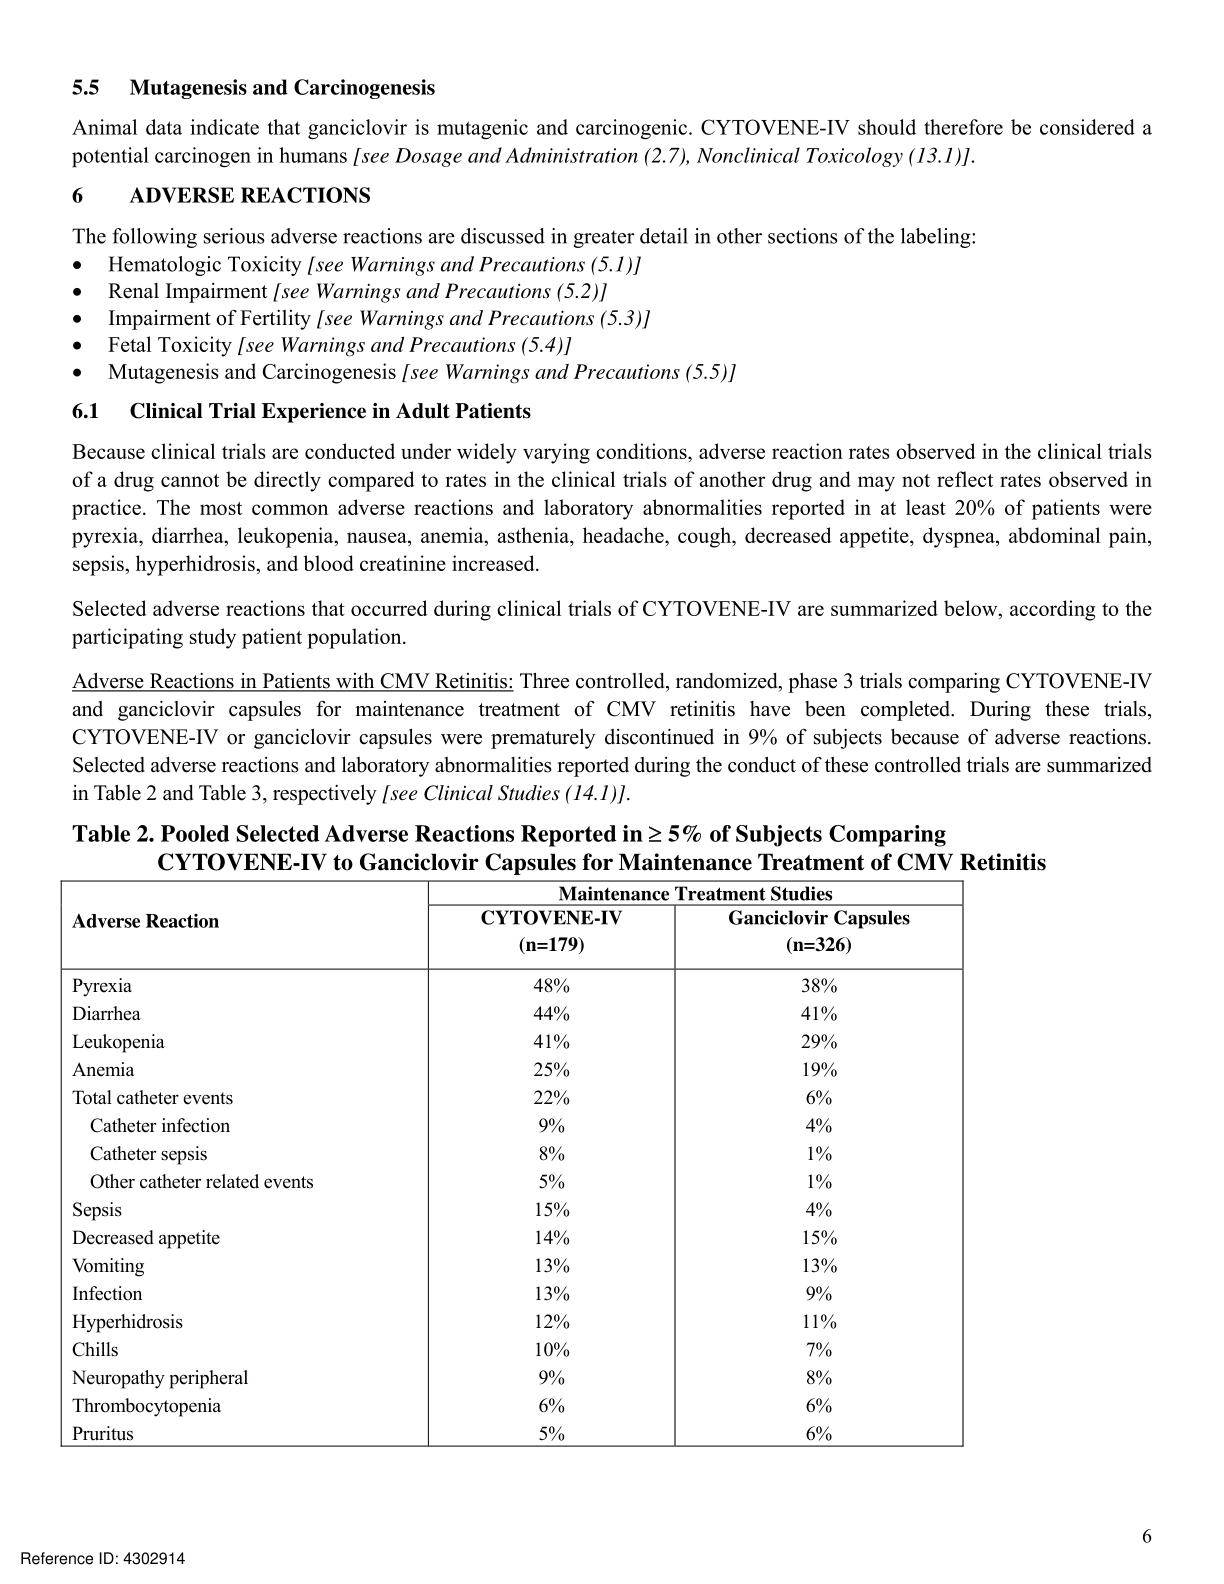 5.5 Mutagenesis and Carcinogenesis
Animal data indicate that ganciclovir is mutagenic and carcinogenic. CYTOVENE-IV should therefore be considered a
potential carcinogen in humans [see Dosage and Administration (2.7), Nonclinical Toxicology (13.1)].
6 ADVERSE REACTIONS
The following serious adverse reactions are discussed in greater detail in other sections of the labeling:
• Hematologic Toxicity [see Warnings and Precautions (5.1)]
• Renal Impairment [see Warnings and Precautions (5.2)]
• Impairment of Fertility [see Warnings and Precautions (5.3)]
• Fetal Toxicity [see Warnings and Precautions (5.4)]
• Mutagenesis and Carcinogenesis [see Warnings and Precautions (5.5)]
6.1 Clinical Trial Experience in Adult Patients
Because clinical trials are conducted under widely varying conditions, adverse reaction rates observed in the clinical trials
of a drug cannot be directly compared to rates in the clinical trials of another drug and may not reflect rates observed in
practice. The most common adverse reactions and laboratory abnormalities reported in at least 20% of patients were
pyrexia, diarrhea, leukopenia, nausea, anemia, asthenia, headache, cough, decreased appetite, dyspnea, abdominal pain,
sepsis, hyperhidrosis, and blood creatinine increased.
Selected adverse reactions that occurred during clinical trials of CYTOVENE-IV are summarized below, according to the
participating study patient population.
Adverse Reactions in Patients with CMV Retinitis: Three controlled, randomized, phase 3 trials comparing CYTOVENE-IV
and ganciclovir capsules for maintenance treatment of CMV retinitis have been completed. During these trials,
CYTOVENE-IV or ganciclovir capsules were prematurely discontinued in 9% of subjects because of adverse reactions.
Selected adverse reactions and laboratory abnormalities reported during the conduct of these controlled trials are summarized
in Table 2 and Table 3, respectively [see Clinical Studies (14.1)].
Table 2. Pooled Selected Adverse Reactions Reported in ≥ 5% of Subjects Comparing
CYTOVENE-IV to Ganciclovir Capsules for Maintenance Treatment of CMV Retinitis
Maintenance Treatment Studies
Adverse Reaction CYTOVENE-IV Ganciclovir Capsules
(n=179) (n=326)
Pyrexia 48% 38%
Diarrhea 44% 41%
Leukopenia 41% 29%
Anemia 25% 19%
Total catheter events 22% 6%
Catheter infection 9% 4%
Catheter sepsis 8% 1%
Other catheter related events 5% 1%
Sepsis 15% 4%
Decreased appetite 14% 15%
Vomiting 13% 13%
Infection 13% 9%
Hyperhidrosis 12% 11%
Chills 10% 7%
Neuropathy peripheral 9% 8%
Thrombocytopenia 6% 6%
Pruritus 5% 6%
6
Reference ID: 4302914